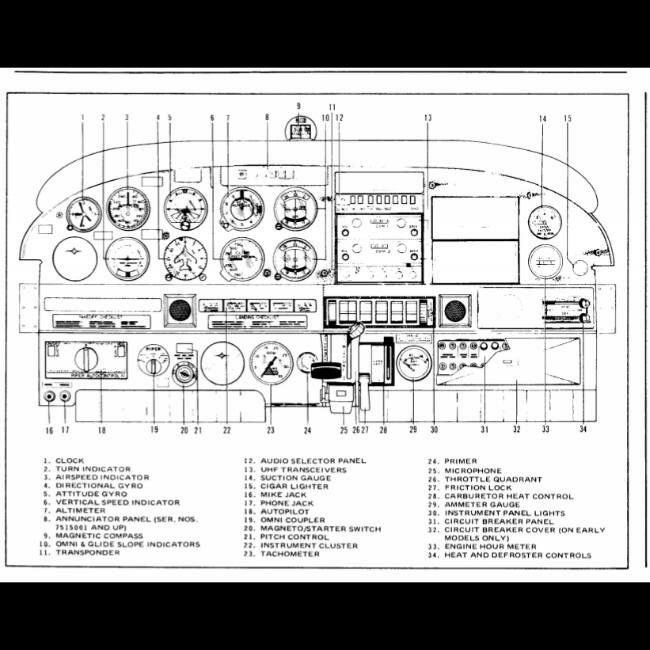 9 11
1 2 3 4 5 6 7 8 10 12 13 14 15
TAKEOFF CHECKLIST
LANDING CHECKLIST
PIPER
PIPER AUTOCONTROL
16 17 18 19 20 21 22 23 24 25 26 27 28 29 30 31 32 33 34
1. CLOCK
2. TURN INDICATOR
3. AIRSPEED INDICATOR
4. DIRECTIONAL GYRO
5. ATTITUDE GYRO
6. VERTICAL SPEED INDICATOR
7. ALTIMETER
8. ANNUNCIATOR PANEL (SER. NOS.
7515001 AND UP)
9. MAGNETIC COMPASS
10. OMNI & GLIDE SLOPE INDICATORS
11. TRANSPONDER
12. AUDIO SELECTOR PANEL
13. UHF TRANSCEIVERS
14. SUCTION GAUGE
15. CIGAR LIGHTER
16. MIKE JACK
17. PHONE JACK
18. AUTOPILOT
19. OMNI COUPLER
20. MAGNETO/STARTER SWITCH
21. PITCH CONTROL
22. INSTRUMENT CLUSTER
23. TACHOMETER
24. PRIMER
25. MICROPHONE
26. THROTTLE QUADRANT
27. FRICTION LOCK
28. CARBURETOR HEAT CONTROL
29. AMMETER GAUGE
30. INSTRUMENT PANEL LIGHTS
31. CIRCUIT BREAKER PANEL
32. CIRCUIT BREAKER COVER (ON EARLY
MODELS ONLY)
33. ENGINE HOUR METER
34. HEAT AND DEFROSTER CONTROLS